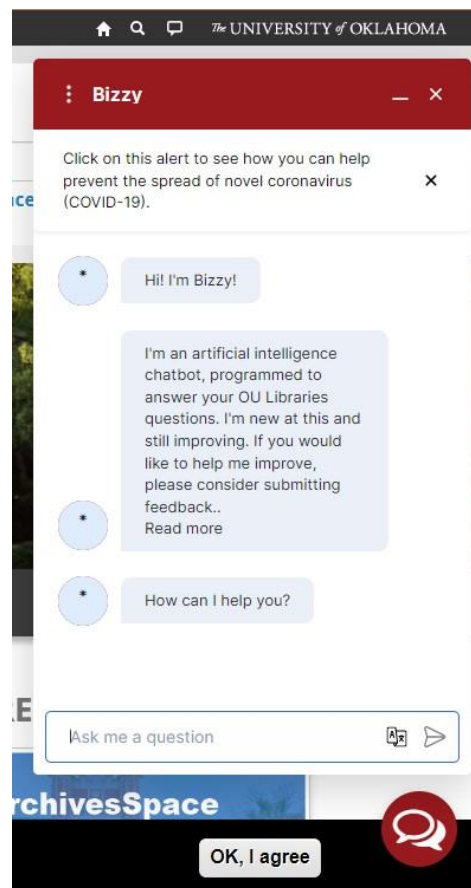 The UNIVERSITY of OKLAHOMA
Bizzy
Click on this alert to see how you can help
prevent the spread of novel coronavirus
(COVID-19).
ce
Hi! I'm Bizzy!
I'm an artificial intelligence
chatbot, programmed to
answer your OU Libraries
questions. I'm new at this and
still improving. If you would
like to help me improve,
please consider submitting
feedback..
Read more
How can I help you?
RE
Ask me a question
rchivesSpace
OK, I agree